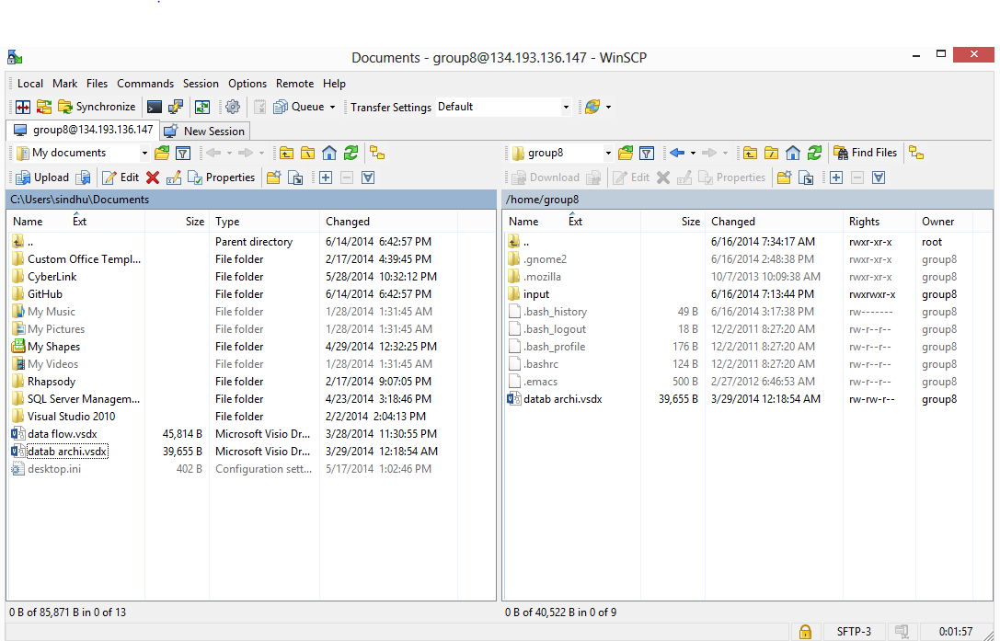 Documents - group8@134.193.136.147 - WinSCP
Local Mark Files Commands Session Options Remote Help
Synchronize Queue Transfer Settings Default
group8@134.193.136.147 New Session
My documents group8 Find Files
Upload Edit Properties Download Edit Properties
C:\Users\sindhu\Documents /home/group8
Name Ext Size Type Changed
.. Parent directory 6/14/2014 6:42:57 PM
Custom Office Templ... File folder 2/17/2014 4:39:45 PM
CyberLink File folder 5/28/2014 10:32:12 PM
GitHub File folder 6/14/2014 6:42:57 PM
My Music File folder 1/28/2014 1:31:45 AM
My Pictures File folder 1/28/2014 1:31:45 AM
My Shapes File folder 4/29/2014 12:32:25 PM
My Videos File folder 1/28/2014 1:31:45 AM
Rhapsody File folder 2/17/2014 9:07:05 PM
SQL Server Managem... File folder 4/23/2014 3:18:46 PM
Visual Studio 2010 File folder 2/2/2014 2:04:13 PM
data flow.vsdx 45,814 B Microsoft Visio Dr... 3/28/2014 11:30:55 PM
datab archi.vsdx 39,655 B Microsoft Visio Dr... 3/29/2014 12:18:54 AM
desktop.ini 402 B Configuration sett... 5/17/2014 1:02:46 PM
Name Ext Size Changed Rights Owner
.. 6/16/2014 7:34:17 AM rwxr-xr-x root
.gnome2 6/16/2014 2:48:38 PM rwxr-xr-x group8
.mozilla 10/7/2013 10:09:38 AM rwxr-xr-x group8
input 6/16/2014 7:13:44 PM rwxrwxr-x group8
.bash_history 49 B 6/16/2014 3:17:38 PM rw------- group8
.bash_logout 18 B 12/2/2011 8:27:20 AM rw-r--r-- group8
.bash_profile 176 B 12/2/2011 8:27:20 AM rw-r--r-- group8
.bashrc 124 B 12/2/2011 8:27:20 AM rw-r--r-- group8
.emacs 500 B 2/27/2012 6:46:53 AM rw-r--r-- group8
datab archi.vsdx 39,655 B 3/29/2014 12:18:54 AM rw-rw-r-- group8
0 B of 85,871 B in 0 of 13 0 B of 40,522 B in 0 of 9
SFTP-3 0:01:57